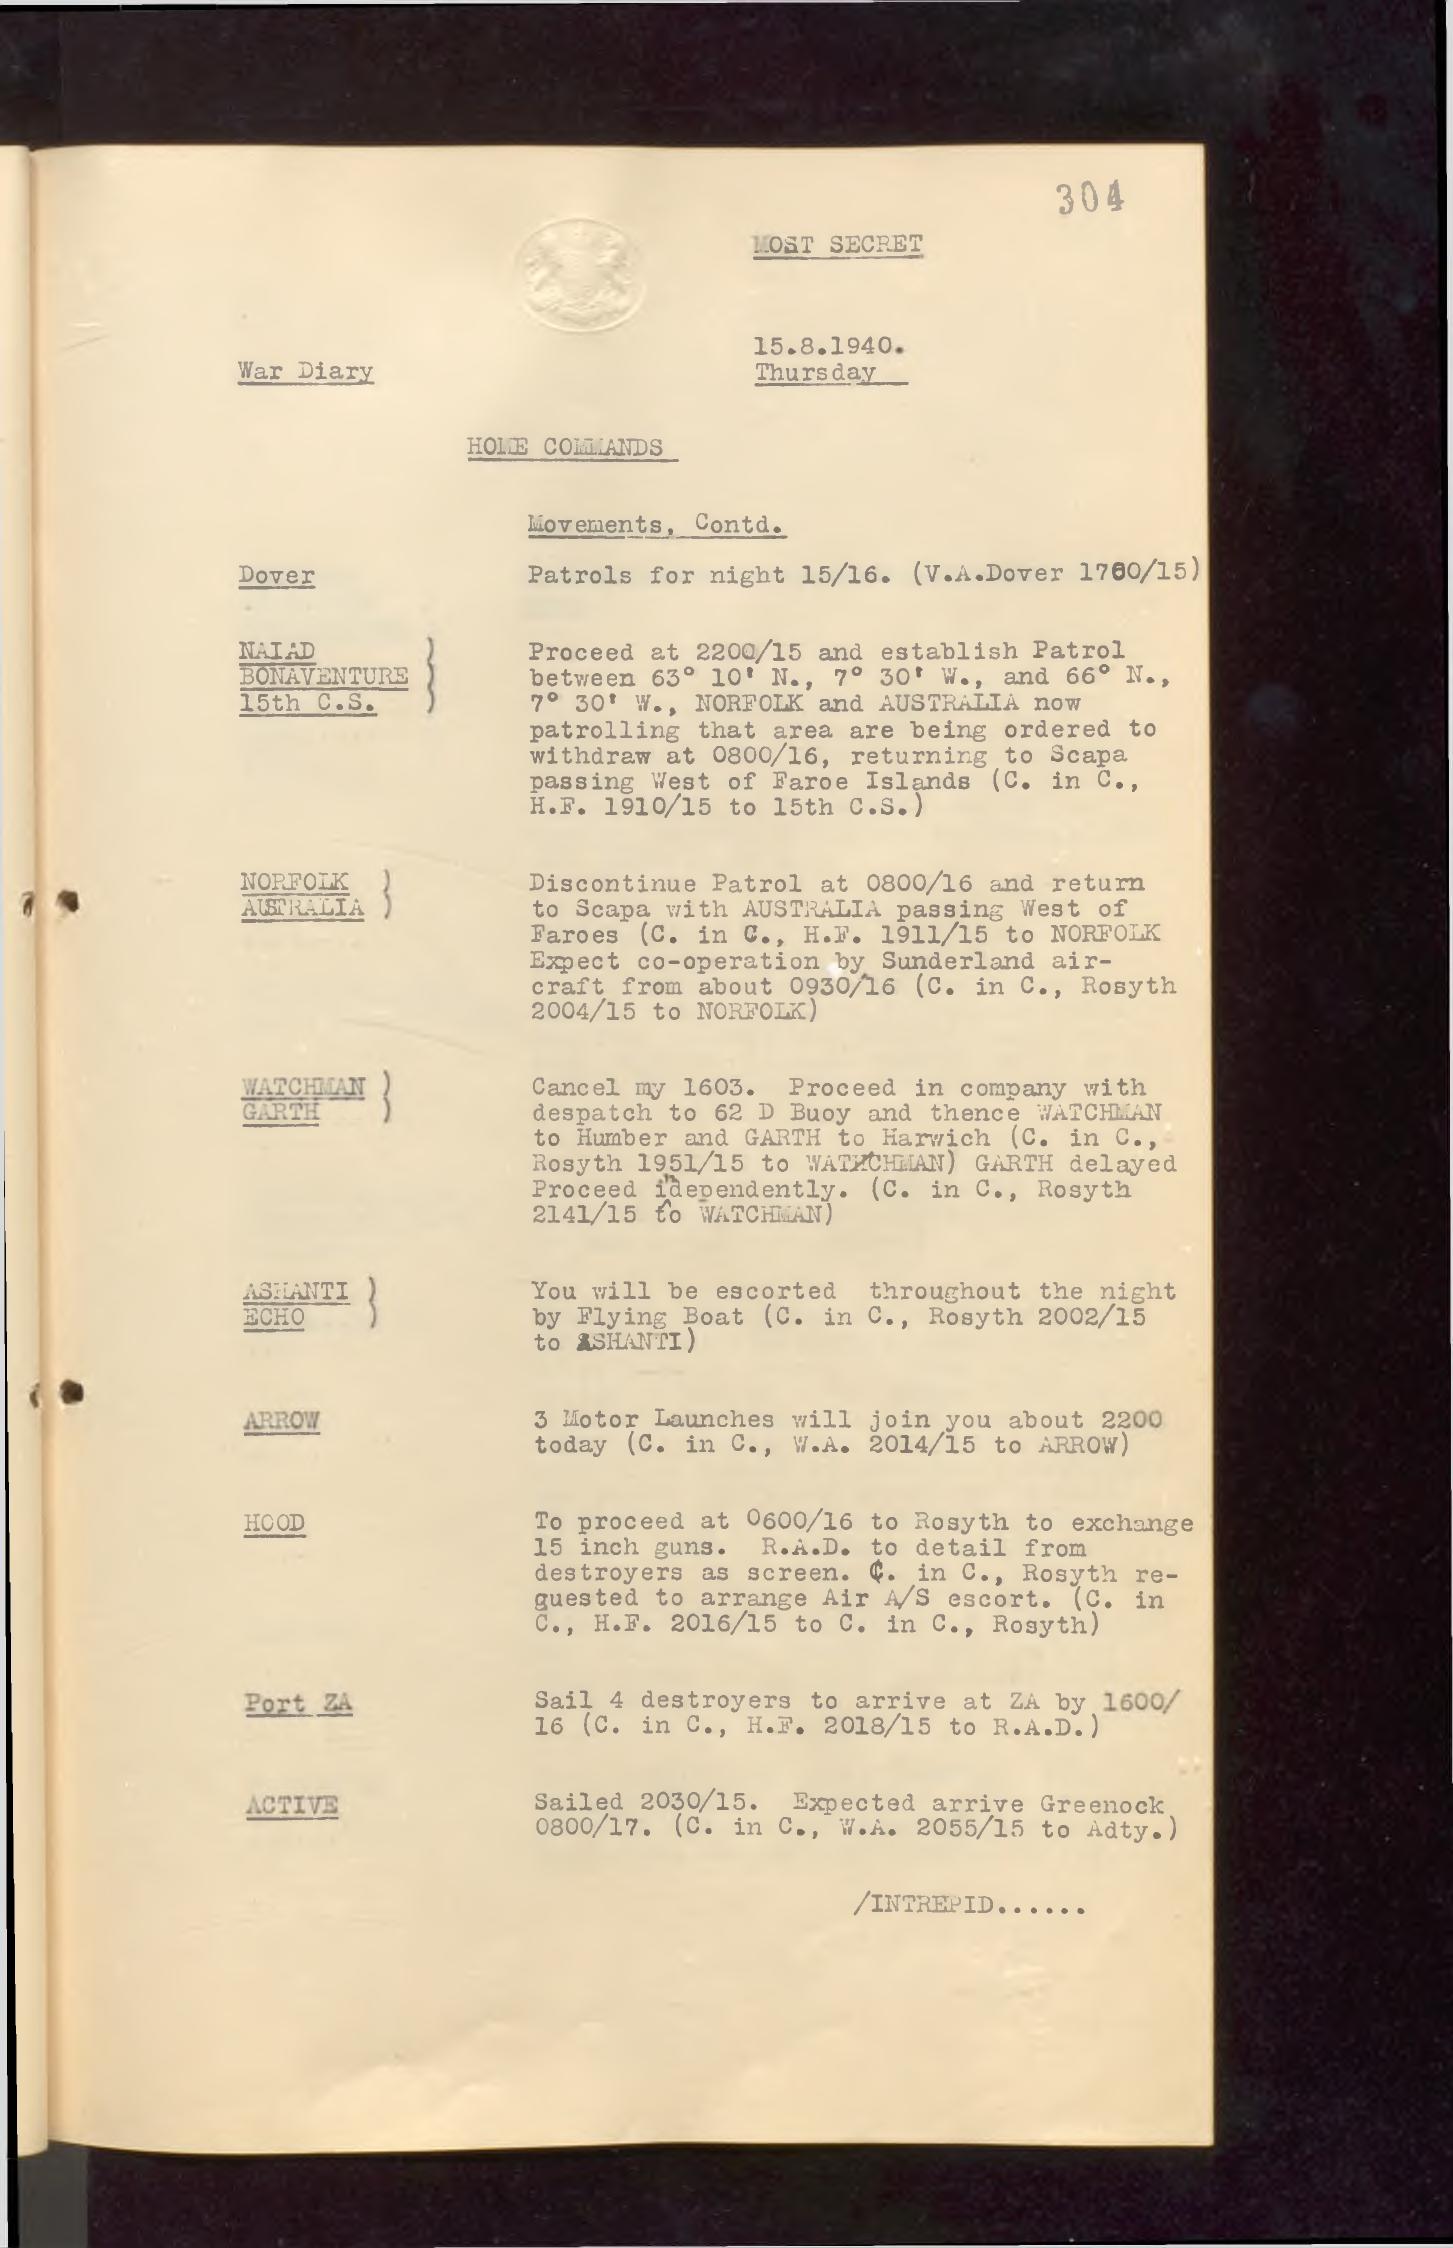 304
MOST SECRET
15.8.1940.
War Diary
Thursday
HOME COMMANDS
Movements, Contd.
Dover Patrols for night 15/16. (V.A.Dover 1700/15)
NAIAD ) Proceed at 2200/15 and establish Patrol
BONAVENTURE ) between 63° 10' N., 7° 30' W., and 66° N.,
15th C.S. ) 7° 30' W., NORFOLK and AUSTRALIA now
patrolling that area are being ordered to
withdraw at 0800/16, returning to Scapa
passing West of Faroe Islands (C. in C.,
H.F. 1910/15 to 15th C.S.)
NORFOLK ) Discontinue Patrol at 0800/16 and return
AUSTRALIA ) to Scapa with AUSTRALIA passing West of
Faroes (C. in C., H.F. 1911/15 to NORFOLK
Expect co-operation by Sunderland air-
craft from about 0930/16 (C. in C., Rosyth
2004/15 to NORFOLK)
WATCHMAN ) Cancel my 1603. Proceed in company with
GARTH ) despatch to 62 D Buoy and thence WATCHMAN
to Humber and GARTH to Harwich (C. in C.,
Rosyth 1951/15 to WATCHMAN) GARTH delayed
Proceed independently. (C. in C., Rosyth
2141/15 to WATCHMAN)
ASHANTI ) You will be escorted throughout the night
ECHO ) by Flying Boat (C. in C., Rosyth 2002/15
to ASHANTI)
ARROW 3 Motor Launches will join you about 2200
today (C. in C., W.A. 2014/15 to ARROW)
HOOD To proceed at 0600/16 to Rosyth to exchange
15 inch guns. R.A.D. to detail from
destroyers as screen. C. in C., Rosyth re-
guested to arrange Air A/S escort. (C. in
C., H.F. 2016/15 to C. in C., Rosyth)
Port ZA Sail 4 destroyers to arrive at ZA by 1600/
16 (C. in C., H.F. 2018/15 to R.A.D.)
ACTIVE Sailed 2030/15. Expected arrive Greenock
0800/17. (C. in C., W.A. 2055/15 to Adty.)
/INTREPID......